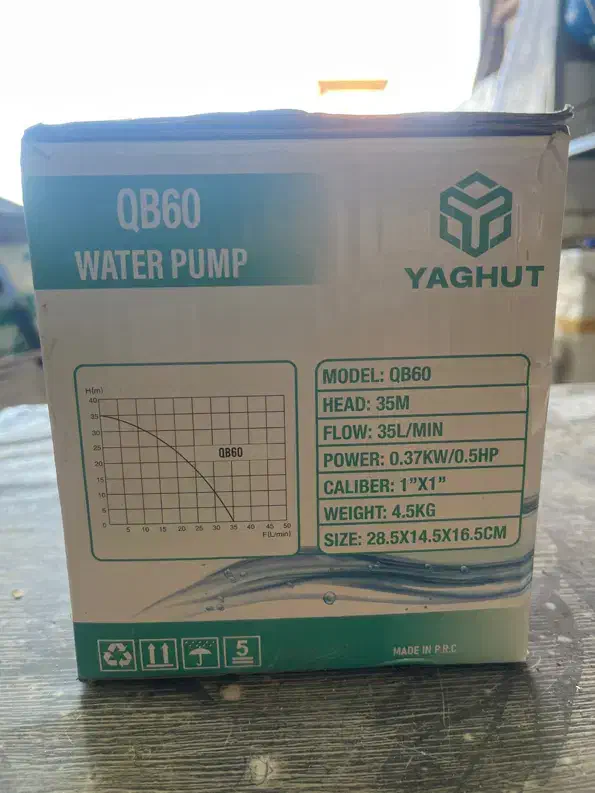 QB60
WATER PUMP
YAGHUT
H(m)
40
35
30
25
20
15
10
5
0
5 10 15 20 25 30 35 40 45 50
F(L/min)
QB60
MODEL: QB60
HEAD: 35M
FLOW: 35L/MIN
POWER: 0.37KW/0.5HP
CALIBER: 1”X1”
WEIGHT: 4.5KG
SIZE: 28.5X14.5X16.5CM
5
MADE IN P.R.C